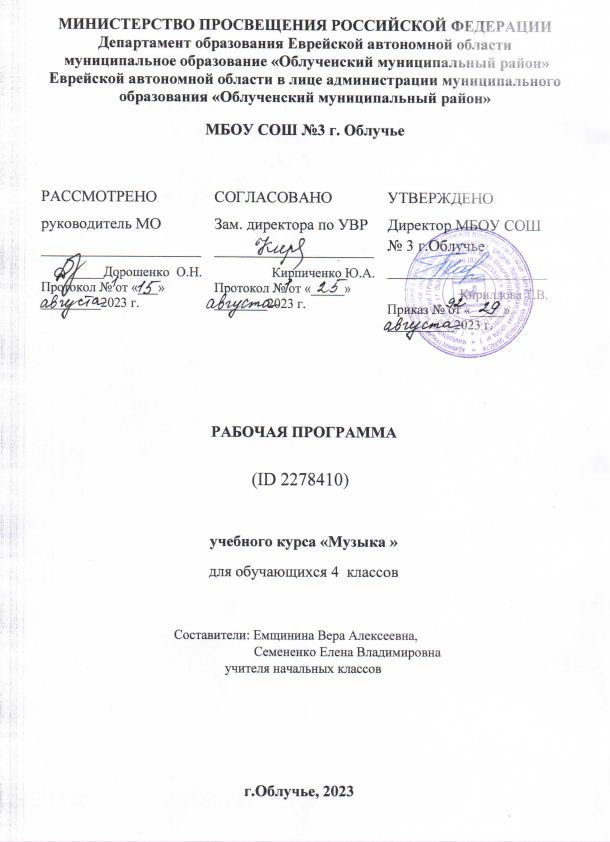 МИНИСТЕРСТВО ПРОСВЕЩЕНИЯ РОССИЙСКОЙ ФЕДЕРАЦИИ
Департамент образования Еврейской автономной области
муниципальное образование «Облученский муниципальный район»
Еврейской автономной области в лице администрации муниципального
образования «Облученский муниципальный район»
МБОУ СОШ №3 г. Облучье
РАССМОТРЕНО
руководитель МО
Дорошенко О.Н.
Протокол № от «15»
августа 2023 г.
СОГЛАСОВАНО
Зам. директора по УВР
Кирпиченко Ю.А.
Протокол № от «25»
августа 2023 г.
УТВЕРЖДЕНО
Директор МБОУ СОШ
№ 3 г.Облучье
Кириллова Т.В.
Приказ № 92 от «29»
августа 2023 г.
РАБОЧАЯ ПРОГРАММА
(ID 2278410)
учебного курса «Музыка »
для обучающихся 4 классов
Составители: Емщинина Вера Алексеевна,
Семененко Елена Владимировна
учителя начальных классов
г.Облучье, 2023